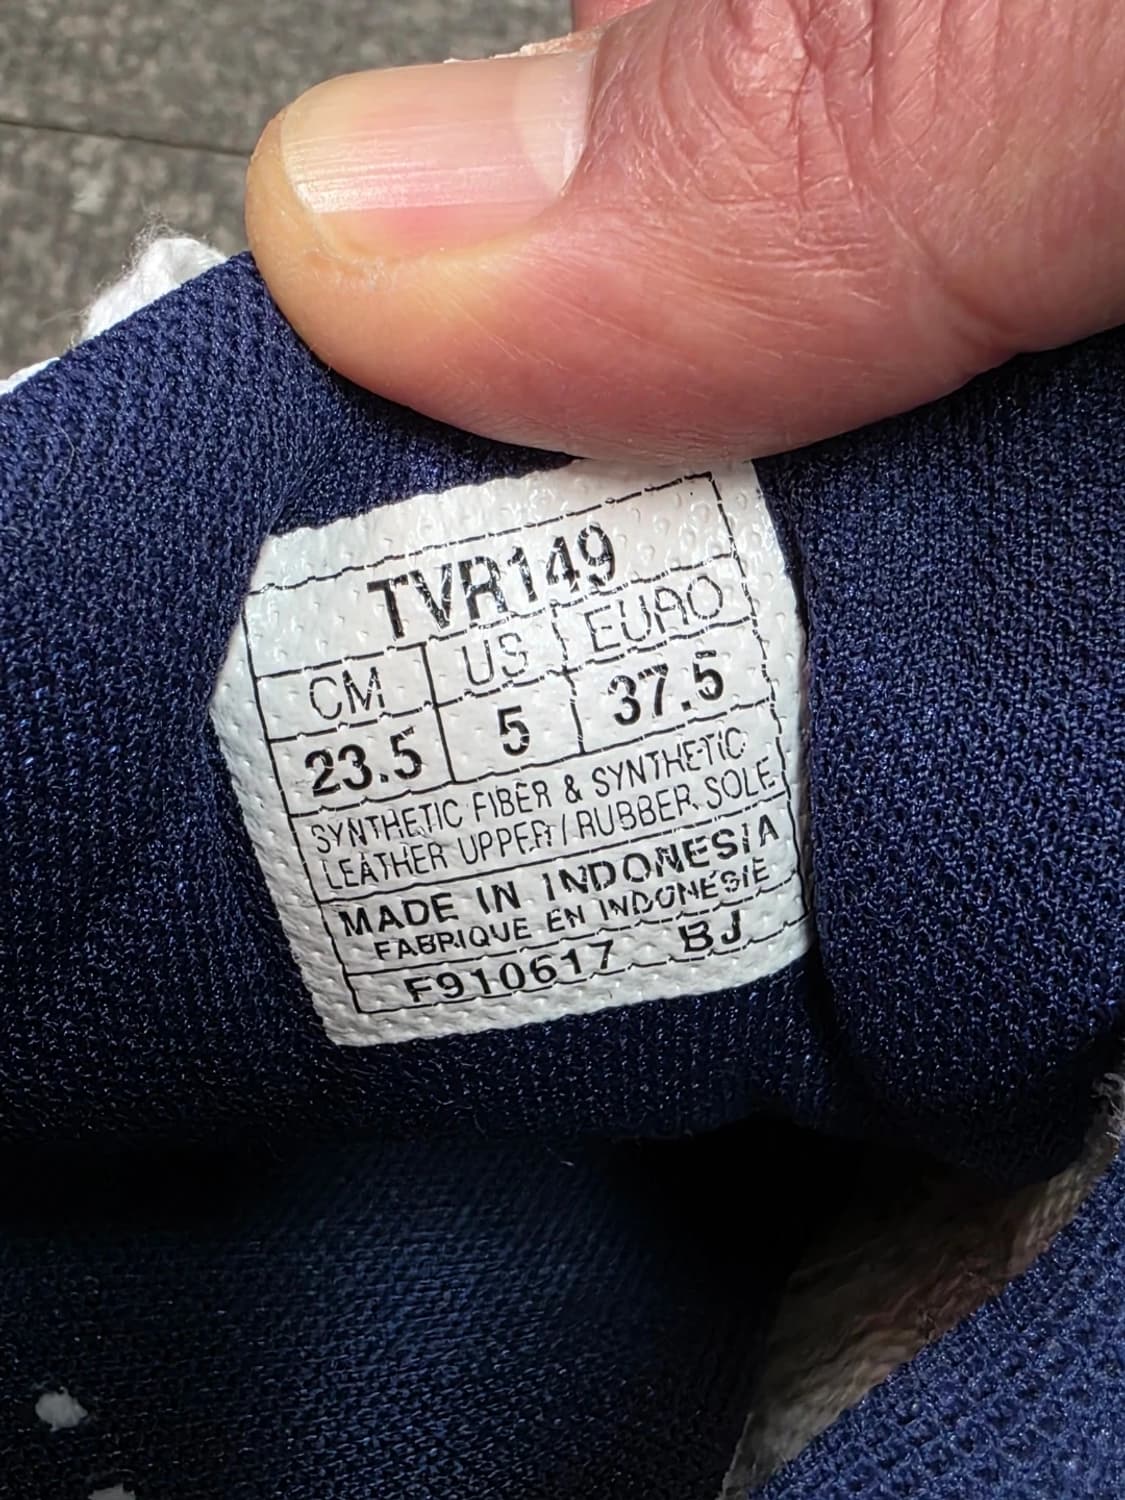 TVR149
CM US EURO
23.5 5 37.5
SYNTHETIC FIBER & SYNTHETIC
LEATHER UPPER / RUBBER SOLE
MADE IN INDONESIA
FABRIQUE EN INDONÉSIE
F910617 BJ